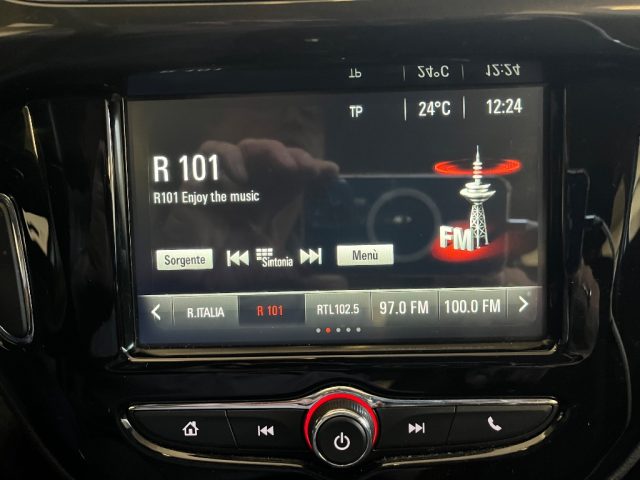 TP 24°C 12:24
R 101
R101 Enjoy the music
FM
Sorgente Sintonia Menù
R.ITALIA R 101 RTL102.5 97.0 FM 100.0 FM